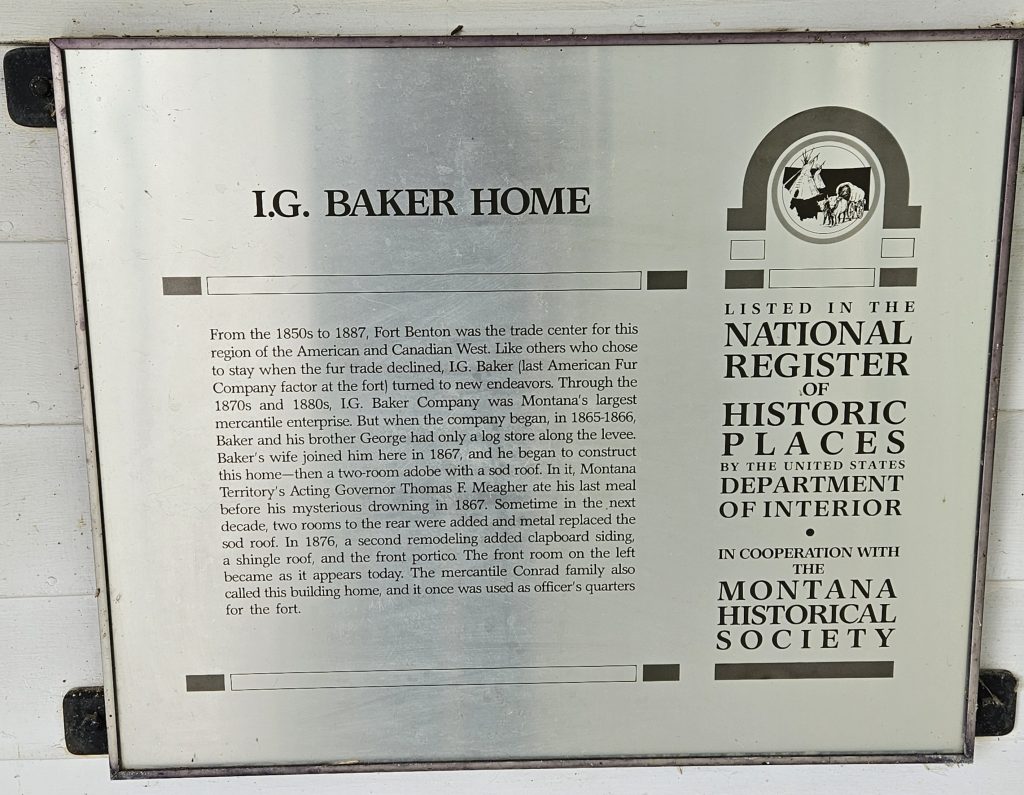 I.G. BAKER HOME
From the 1850s to 1887, Fort Benton was the trade center for this
region of the American and Canadian West. Like others who chose
to stay when the fur trade declined, I.G. Baker (last American Fur
Company factor at the fort) turned to new endeavors. Through the
1870s and 1880s, I.G. Baker Company was Montana's largest
mercantile enterprise. But when the company began, in 1865-1866,
Baker and his brother George had only a log store along the levee.
Baker's wife joined him here in 1867, and he began to construct
this home—then a two-room adobe with a sod roof. In it, Montana
Territory's Acting Governor Thomas F. Meagher ate his last meal
before his mysterious drowning in 1867. Sometime in the next
decade, two rooms to the rear were added and metal replaced the
sod roof. In 1876, a second remodeling added clapboard siding,
a shingle roof, and the front portico. The front room on the left
became as it appears today. The mercantile Conrad family also
called this building home, and it once was used as officer's quarters
for the fort.
LISTED IN THE
NATIONAL
REGISTER
OF
HISTORIC
PLACES
BY THE UNITED STATES
DEPARTMENT
OF INTERIOR
•
IN COOPERATION WITH
THE
MONTANA
HISTORICAL
SOCIETY